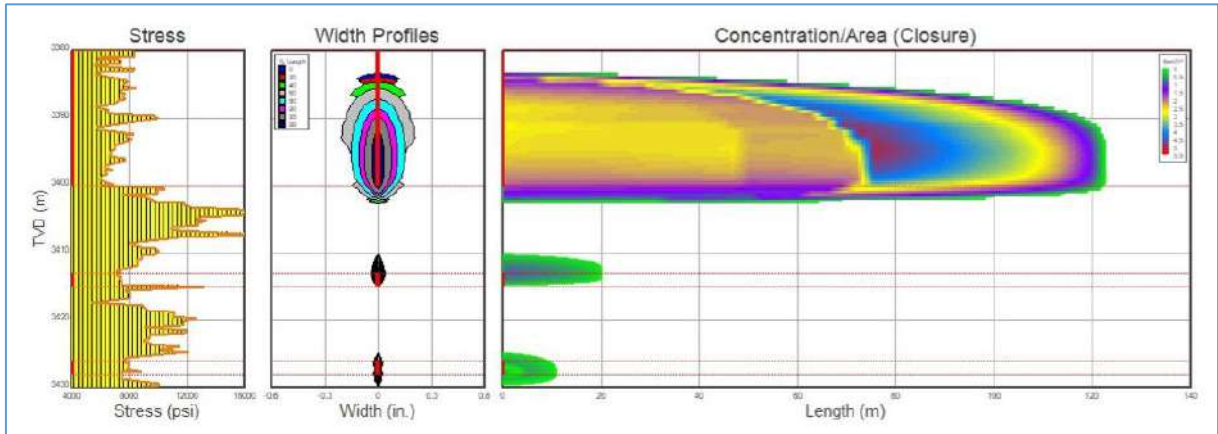 Stress
Width Profiles
Concentration/Area (Closure)
TVD (m)
3380
3390
3400
3410
3420
3430
4000 8000 12000 16000
Stress (psi)
-0.6 -0.3 0 0.3 0.6
Width (in.)
0 20 40 60 80 100 120 140
Length (m)